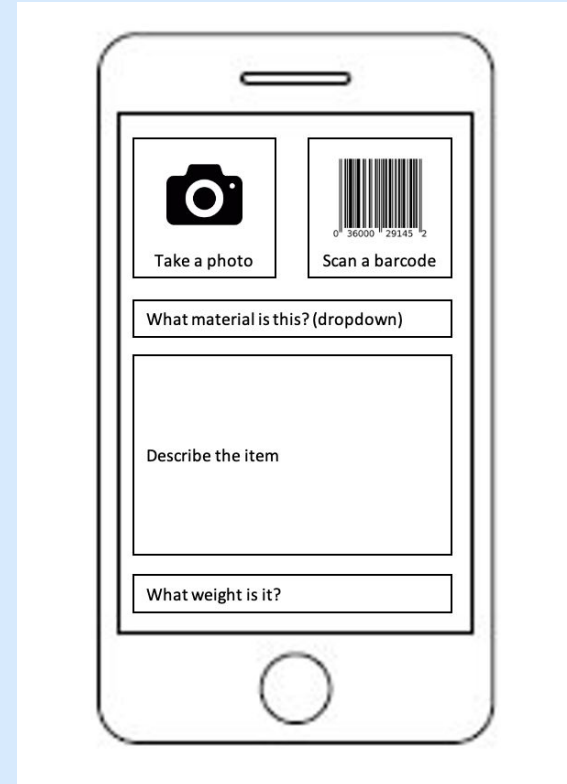 0 36000 29145 2
Take a photo
Scan a barcode
What material is this? (dropdown)
Describe the item
What weight is it?